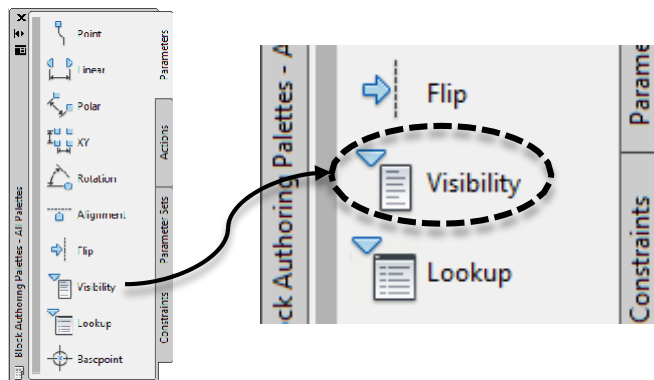 Point
Linear
Polar
XY
Rotation
Alignment
Flip
Visibility
Lookup
Basepoint
Parameters
Actions
Parameter Sets
Constraints
Block Authoring Palettes - All Palettes
Flip
Visibility
Lookup
ck Authoring Palettes - A
Parame
Constraints